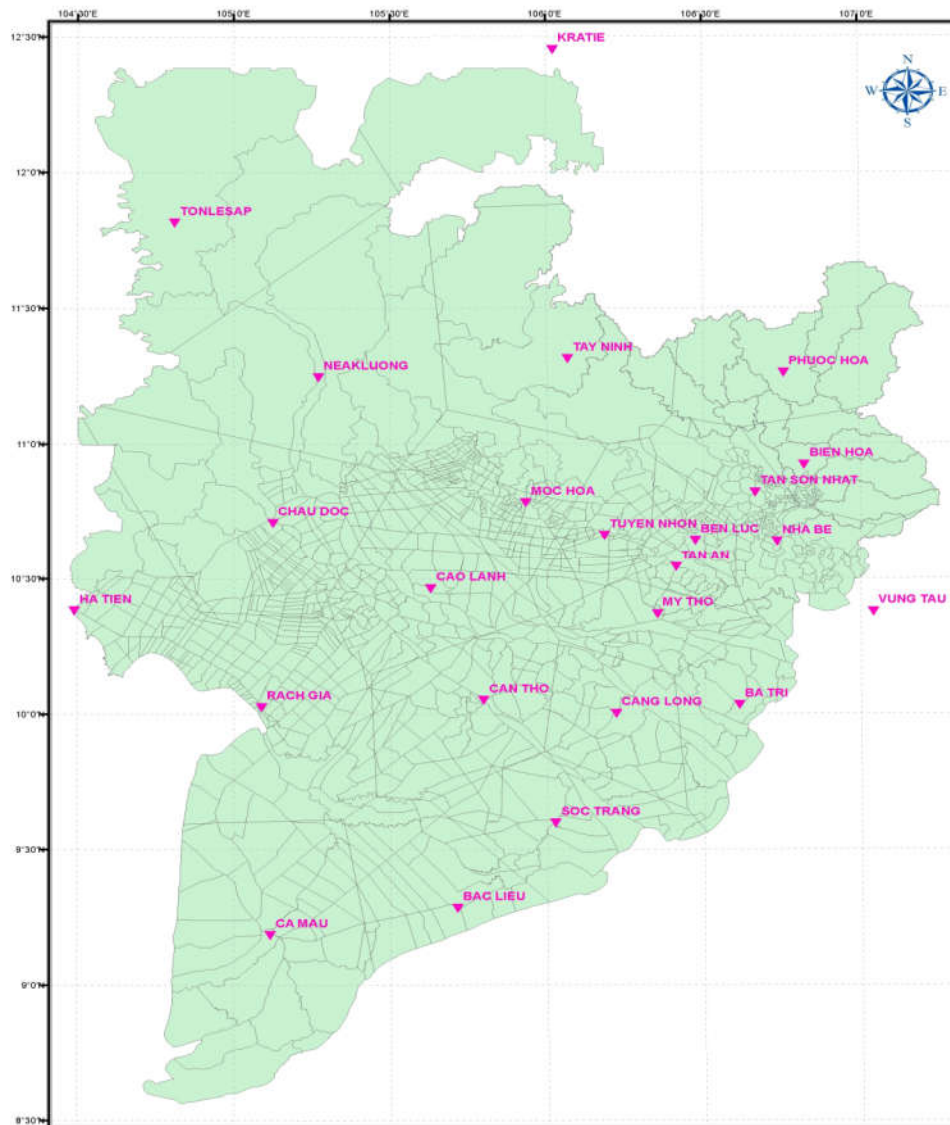 104°30'E
105°0'E
105°30'E
106°0'E
106°30'E
107°0'E
12°30'N
KRATIE
N
W
E
S
12°0'N
TONLESAP
11°30'N
TAY NINH
PHUOC HOA
NEAKLUONG
11°0'N
BIEN HOA
TAN SON NHAT
MOC HOA
CHAU DOC
TUYEN NHON
BEN LUC
NHA BE
TAN AN
CAO LANH
10°30'N
HA TIEN
MY THO
VUNG TAU
RACH GIA
CAN THO
CANG LONG
BA TRI
10°0'N
SOC TRANG
9°30'N
BAC LIEU
CA MAU
9°0'N
8°30'N